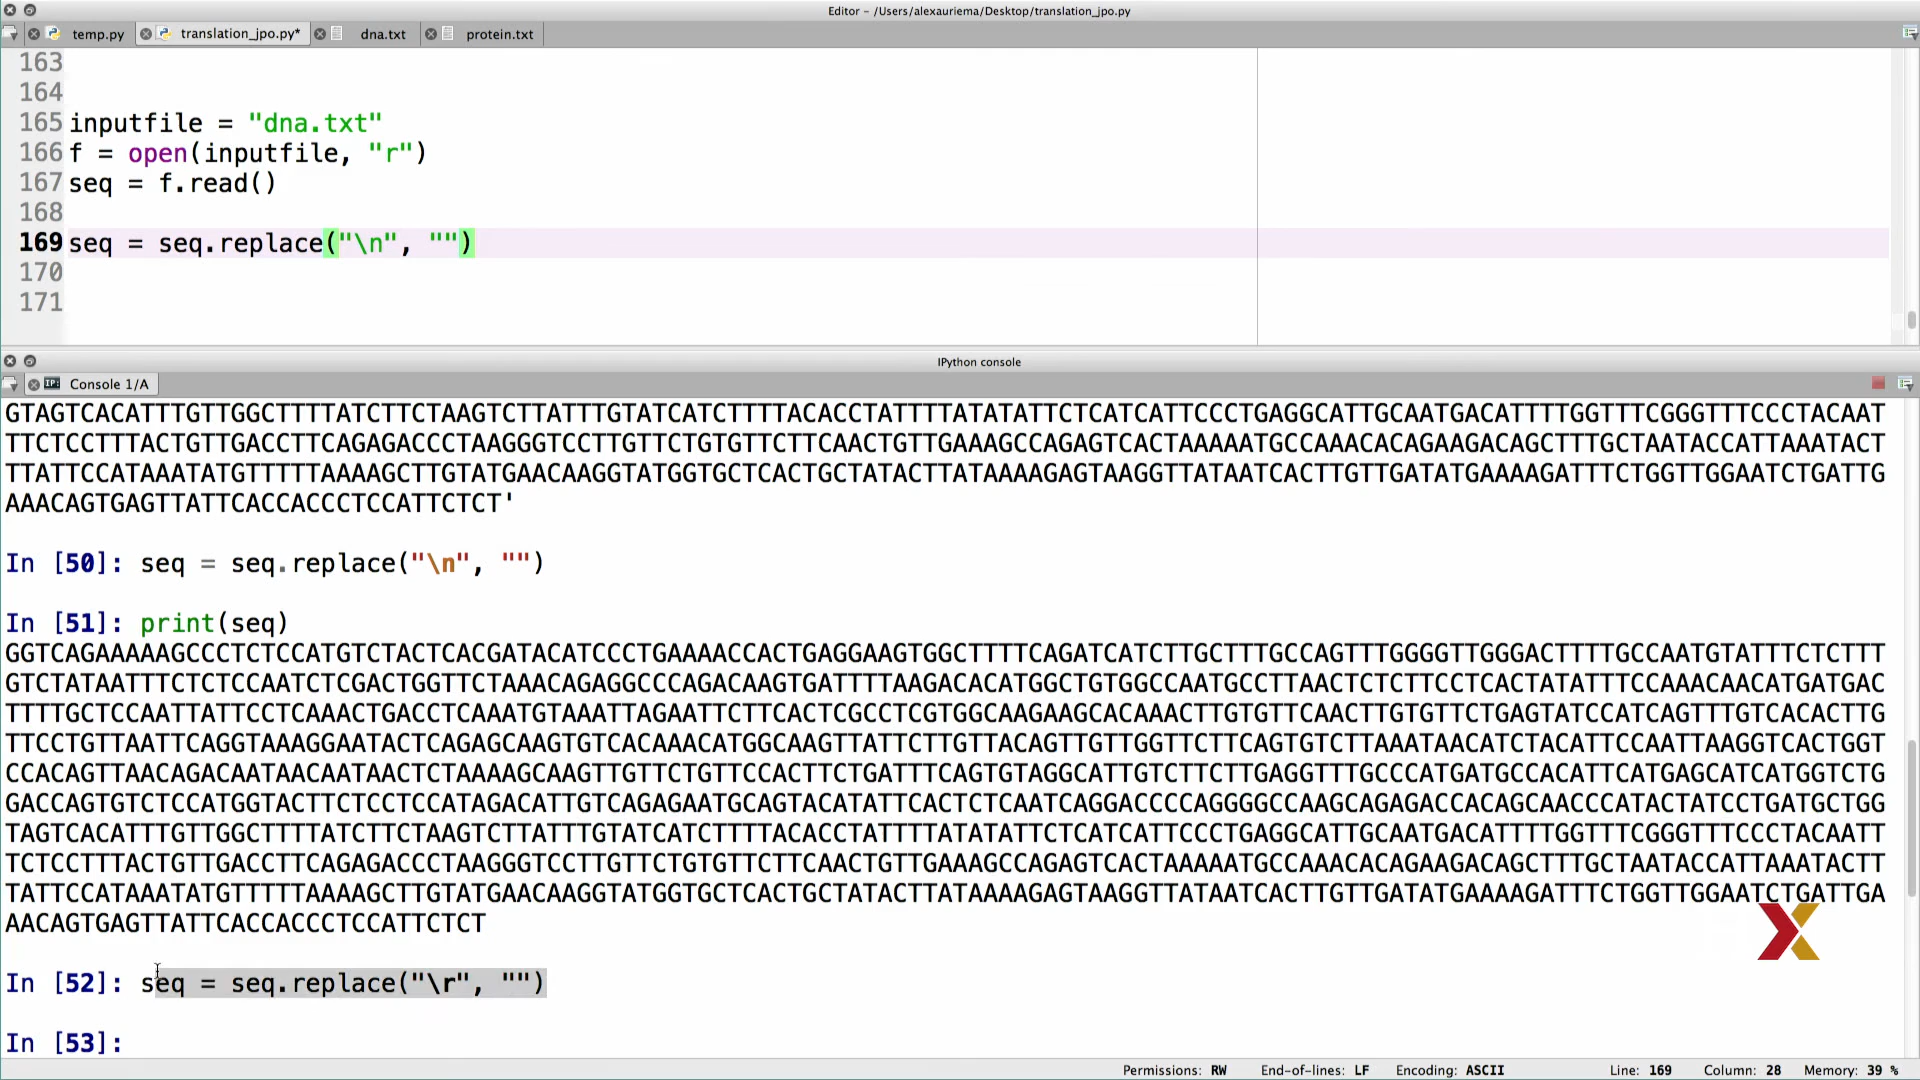 Editor – /Users/alexauriema/Desktop/translation_jpo.py
temp.py translation_jpo.py* dna.txt protein.txt
163
164
165 inputfile = "dna.txt"
166 f = open(inputfile, "r")
167 seq = f.read()
168
169 seq = seq.replace("\n", "")
170
171
IPython console
IP: Console 1/A
GTAGTCACATTTGTTGGCTTTTATCTTCTAAGTCTTATTTGTATCATCTTTTACACCTATTTTATATATTCTCATCATTCCCTGAGGCATTGCAATGACATTTTGGTTTCGGGTTTCCCTACAAT
TTCTCCTTTACTGTTGACCTTCAGAGACCCTAAGGGTCCTTGTTCTGTGTTCTTCAACTGTTGAAAGCCAGAGTCACTAAAAATGCCAAACACAGAAGACAGCTTTGCTAATACCATTAAATACT
TTATTCCATAAATATGTTTTTAAAAGCTTGTATGAACAAGGTATGGTGCTCACTGCTATACTTATAAAAGAGTAAGGTTATAATCACTTGTTGATATGAAAAGATTTCTGGTTGGAATCTGATTG
AAACAGTGAGTTATTCACCACCCTCCATTCTCT'
In [50]: seq = seq.replace("\n", "")
In [51]: print(seq)
GGTCAGAAAAAGCCCTCTCCATGTCTACTCACGATACATCCCTGAAAACCACTGAGGAAGTGGCTTTTCAGATCATCTTGCTTTGCCAGTTTGGGGTTGGGACTTTTGCCAATGTATTTCTCTTT
GTCTATAATTTCTCTCCAATCTCGACTGGTTCTAAACAGAGGCCCAGACAAGTGATTTTAAGACACATGGCTGTGGCCAATGCCTTAACTCTCTTCCTCACTATATTTCCAAACAACATGATGAC
TTTTGCTCCAATTATTCCTCAAACTGACCTCAAATGTAAATTAGAATTCTTCACTCGCCTCGTGGCAAGAAGCACAAACTTGTGTTCAACTTGTGTTCTGAGTATCCATCAGTTTGTCACACTTG
TTCCTGTTAATTCAGGTAAAGGAATACTCAGAGCAAGTGTCACAAACATGGCAAGTTATTCTTGTTACAGTTGTTGGTTCTTCAGTGTCTTAAATAACATCTACATTCCAATTAAGGTCACTGGT
CCACAGTTAACAGACAATAACAATAACTCTAAAAGCAAGTTGTTCTGTTCCACTTCTGATTTCAGTGTAGGCATTGTCTTCTTGAGGTTTGCCCATGATGCCACATTCATGAGCATCATGGTCTG
GACCAGTGTCTCCATGGTACTTCTCCTCCATAGACATTGTCAGAGAATGCAGTACATATTCACTCTCAATCAGGACCCCAGGGGCCAAGCAGAGACCACAGCAACCCATACTATCCTGATGCTGG
TAGTCACATTTGTTGGCTTTTATCTTCTAAGTCTTATTTGTATCATCTTTTACACCTATTTTATATATTCTCATCATTCCCTGAGGCATTGCAATGACATTTTGGTTTCGGGTTTCCCTACAATT
TCTCCTTTACTGTTGACCTTCAGAGACCCTAAGGGTCCTTGTTCTGTGTTCTTCAACTGTTGAAAGCCAGAGTCACTAAAAATGCCAAACACAGAAGACAGCTTTGCTAATACCATTAAATACTT
TATTCCATAAATATGTTTTTAAAAGCTTGTATGAACAAGGTATGGTGCTCACTGCTATACTTATAAAAGAGTAAGGTTATAATCACTTGTTGATATGAAAAGATTTCTGGTTGGAATCTGATTGA
AACAGTGAGTTATTCACCACCCTCCATTCTCT
In [52]: seq = seq.replace("\r", "")
In [53]:
Permissions: RW End-of-lines: LF Encoding: ASCII Line: 169 Column: 28 Memory: 39 %